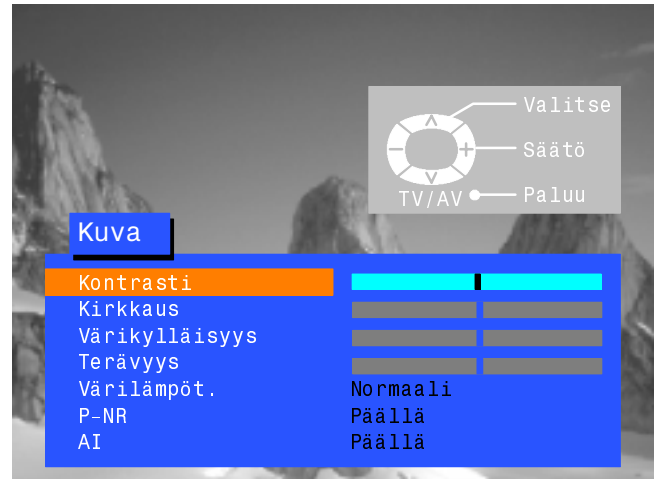 Valitse
Säätö
TV/AV Paluu
Kuva
Kontrasti
Kirkkaus
Värikylläisyys
Terävyys
Värilämpöt. Normaali
P-NR Päällä
AI Päällä